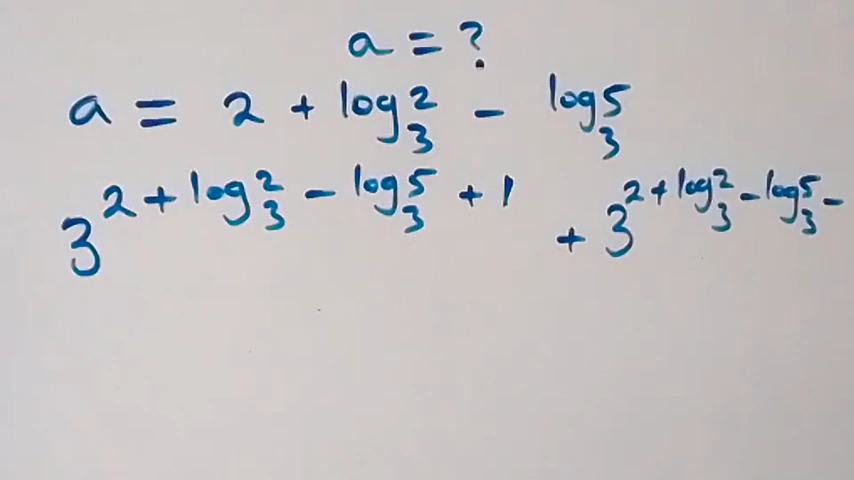 a = ?
a = 2 + log₃2 - log₃5
3^(2 + log₃2 - log₃5 + 1) + 3^(2 + log₃2 - log₃5 -